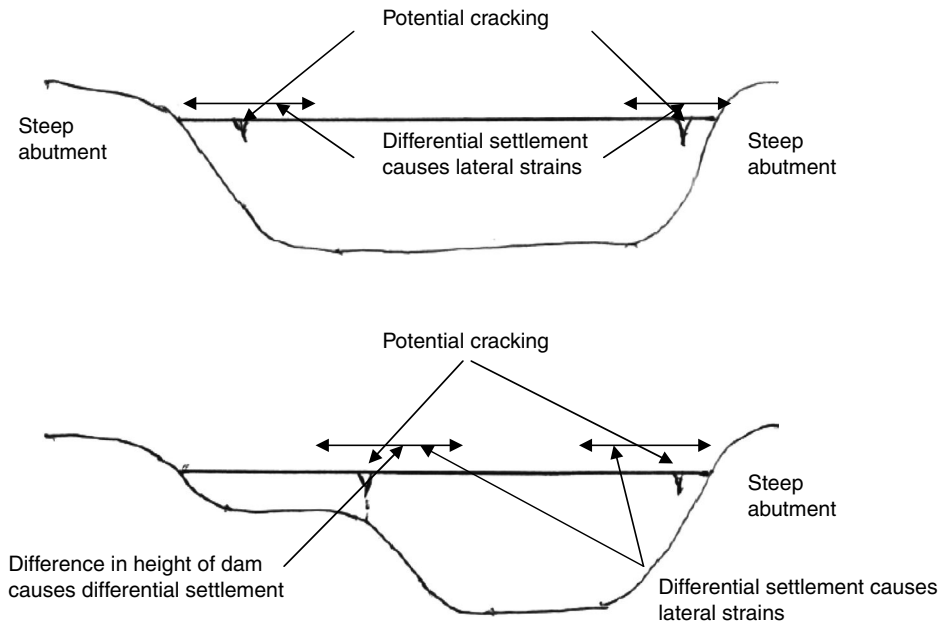 Potential cracking
Steep
abutment
Differential settlement
causes lateral strains
Steep
abutment
Potential cracking
Steep
abutment
Difference in height of dam
causes differential settlement
Differential settlement causes
lateral strains